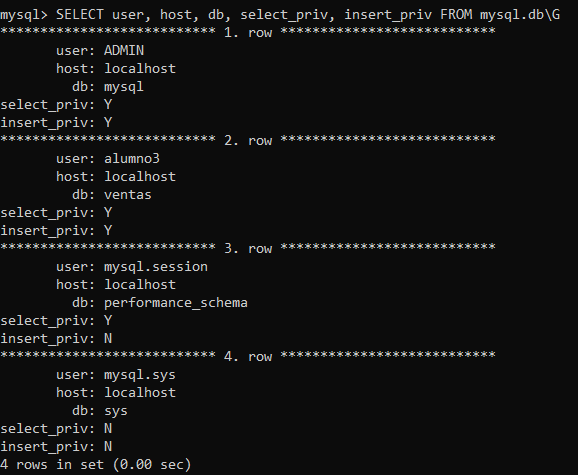 mysql> SELECT user, host, db, select_priv, insert_priv FROM mysql.db\G
*************************** 1. row ***************************
       user: ADMIN
       host: localhost
         db: mysql
select_priv: Y
insert_priv: Y
*************************** 2. row ***************************
       user: alumno3
       host: localhost
         db: ventas
select_priv: Y
insert_priv: Y
*************************** 3. row ***************************
       user: mysql.session
       host: localhost
         db: performance_schema
select_priv: Y
insert_priv: N
*************************** 4. row ***************************
       user: mysql.sys
       host: localhost
         db: sys
select_priv: N
insert_priv: N
4 rows in set (0.00 sec)